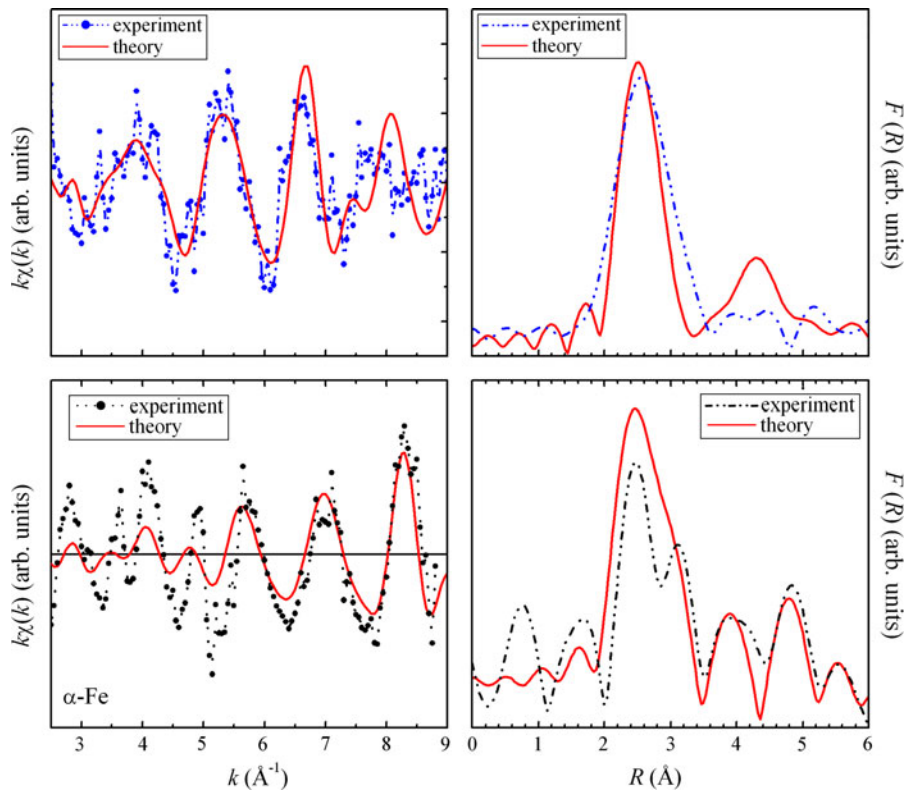 experiment
theory
kχ(k) (arb. units)
experiment
theory
F (R) (arb. units)
experiment
theory
kχ(k) (arb. units)
α-Fe
3 4 5 6 7 8 9
k (Å⁻¹)
experiment
theory
F (R) (arb. units)
0 1 2 3 4 5 6
R (Å)